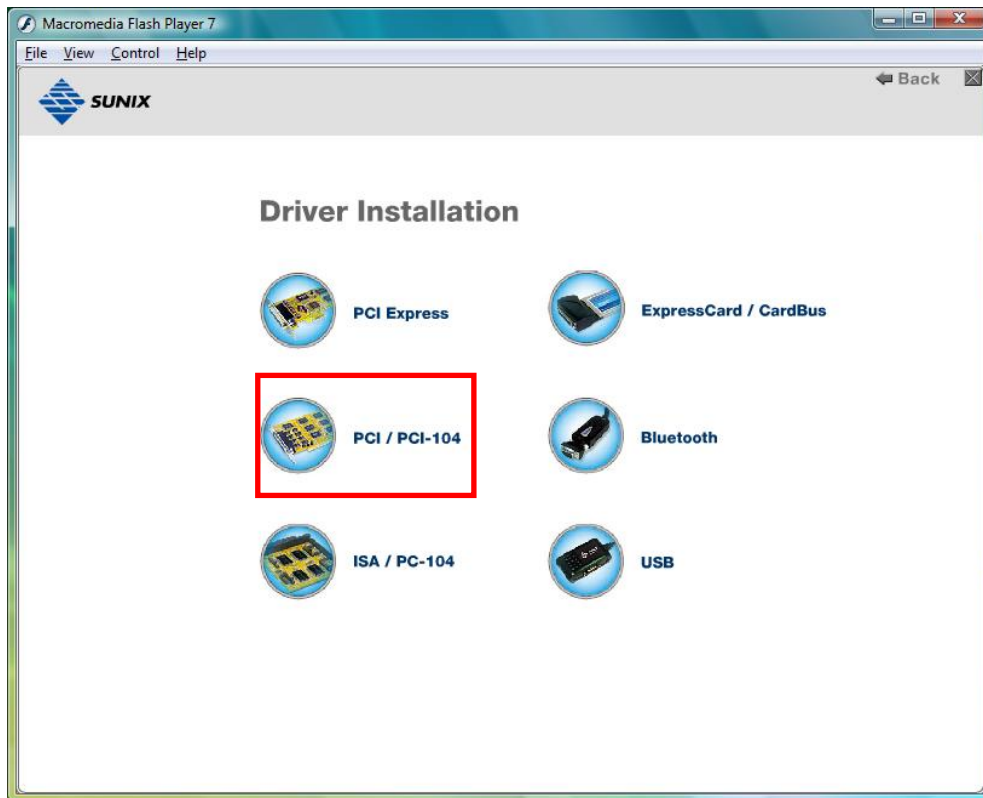 Macromedia Flash Player 7
File View Control Help
SUNIX
Back
Driver Installation
PCI Express
ExpressCard / CardBus
PCI / PCI-104
Bluetooth
ISA / PC-104
USB